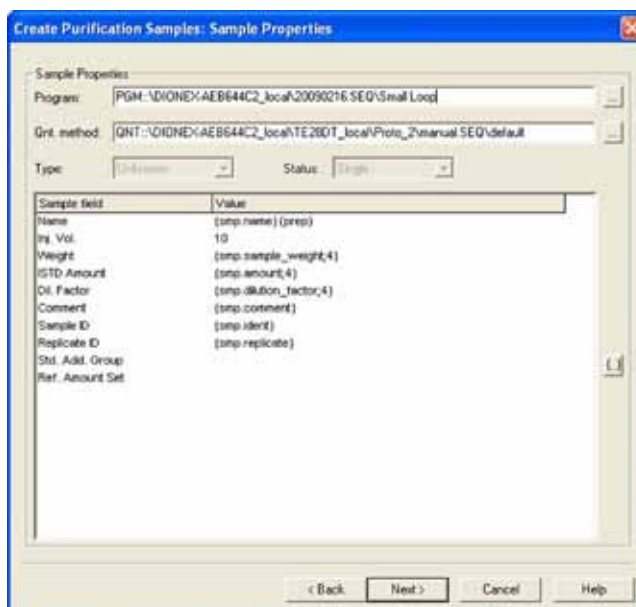 Create Purification Samples: Sample Properties
Sample Properties
Program: PGM::\DIONEX-AEB644C2_local\20090216.SEQ\Small Loop
Qnt. method: QNT::\DIONEX-AEB644C2_local\TE28DT_local\Proto_2\manual.SEQ\default
Type: Unknown Status: Single
Sample field Value
Name {smp.name} (prep)
Inj. Vol. 10
Weight {smp.sample_weight;4}
ISTD Amount {smp.amount;4}
Dil. Factor {smp.dilution_factor;4}
Comment {smp.comment}
Sample ID {smp.ident}
Replicate ID {smp.replicate}
Std. Add. Group
Ref. Amount Set
{ }
< Back Next > Cancel Help